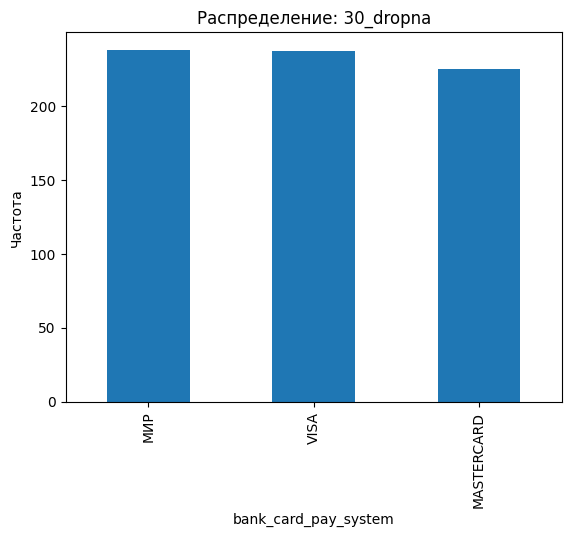 Распределение: 30_dropna
Частота
200
150
100
50
0
МИР
VISA
MASTERCARD
bank_card_pay_system